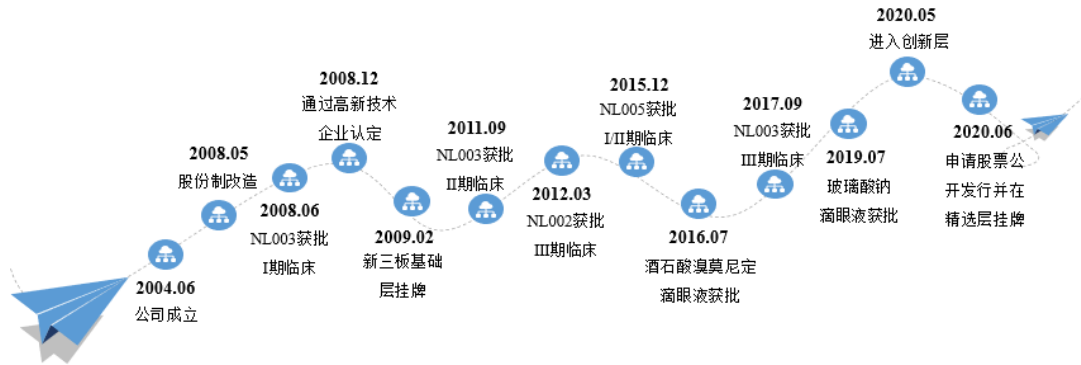 2004.06
公司成立
2008.05
股份制改造
2008.06
NL003获批
I期临床
2008.12
通过高新技术
企业认定
2009.02
新三板基础
层挂牌
2011.09
NL003获批
II期临床
2012.03
NL002获批
III期临床
2015.12
NL005获批
I/II期临床
2016.07
酒石酸溴莫尼定
滴眼液获批
2017.09
NL003获批
III期临床
2019.07
玻璃酸钠
滴眼液获批
2020.05
进入创新层
2020.06
申请股票公
开发行并在
精选层挂牌